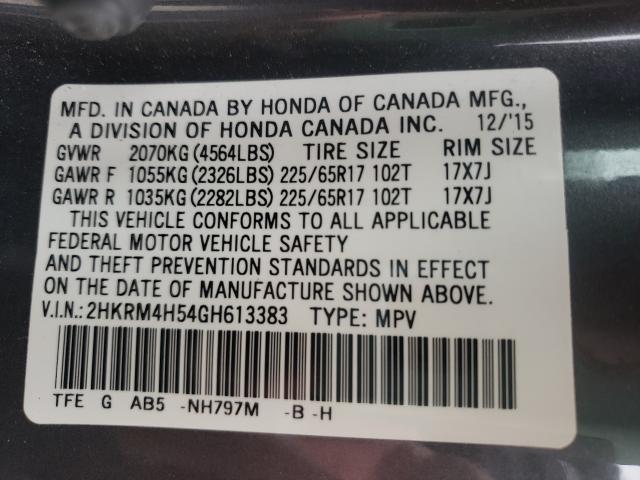 MFD. IN CANADA BY HONDA OF CANADA MFG.,
A DIVISION OF HONDA CANADA INC. 12/'15
GVWR 2070KG (4564LBS) TIRE SIZE RIM SIZE
GAWR F 1055KG (2326LBS) 225/65R17 102T 17X7J
GAWR R 1035KG (2282LBS) 225/65R17 102T 17X7J
THIS VEHICLE CONFORMS TO ALL APPLICABLE
FEDERAL MOTOR VEHICLE SAFETY
AND THEFT PREVENTION STANDARDS IN EFFECT
ON THE DATE OF MANUFACTURE SHOWN ABOVE.
V.I.N.: 2HKRM4H54GH613383 TYPE: MPV
TFE G AB5 -NH797M -B -H